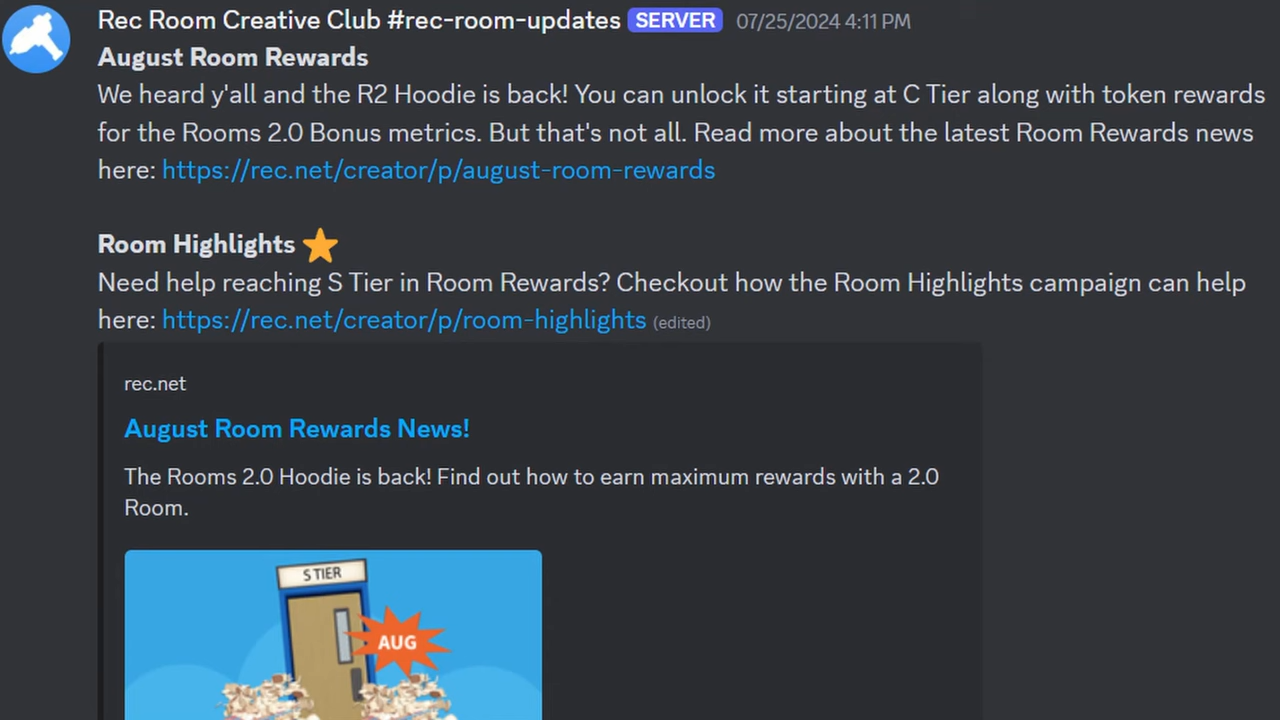 Rec Room Creative Club #rec-room-updates SERVER 07/25/2024 4:11 PM
August Room Rewards
We heard y'all and the R2 Hoodie is back! You can unlock it starting at C Tier along with token rewards
for the Rooms 2.0 Bonus metrics. But that's not all. Read more about the latest Room Rewards news
here: https://rec.net/creator/p/august-room-rewards
Room Highlights
Need help reaching S Tier in Room Rewards? Checkout how the Room Highlights campaign can help
here: https://rec.net/creator/p/room-highlights (edited)
rec.net
August Room Rewards News!
The Rooms 2.0 Hoodie is back! Find out how to earn maximum rewards with a 2.0
Room.
S TIER
AUG